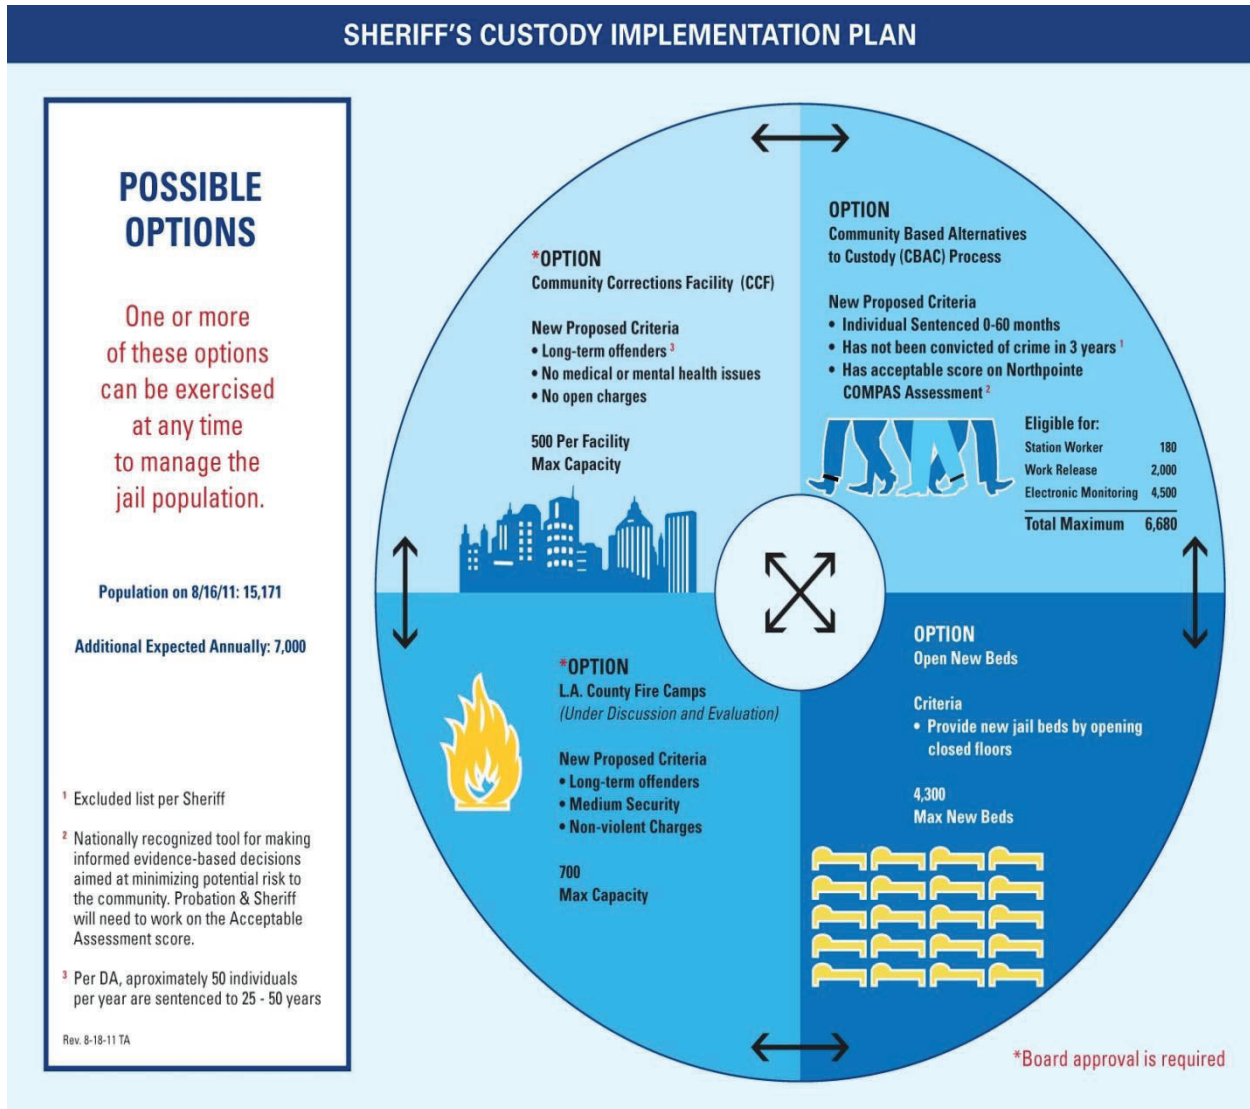 SHERIFF'S CUSTODY IMPLEMENTATION PLAN
POSSIBLE
OPTIONS
One or more
of these options
can be exercised
at any time
to manage the
jail population.
Population on 8/16/11: 15,171
Additional Expected Annually: 7,000
1 Excluded list per Sheriff
2 Nationally recognized tool for making
informed evidence-based decisions
aimed at minimizing potential risk to
the community. Probation & Sheriff
will need to work on the Acceptable
Assessment score.
3 Per DA, aproximately 50 individuals
per year are sentenced to 25 - 50 years
Rev. 8-18-11 TA
*OPTION
Community Corrections Facility (CCF)
New Proposed Criteria
• Long-term offenders 3
• No medical or mental health issues
• No open charges
500 Per Facility
Max Capacity
OPTION
Community Based Alternatives
to Custody (CBAC) Process
New Proposed Criteria
• Individual Sentenced 0-60 months
• Has not been convicted of crime in 3 years 1
• Has acceptable score on Northpointe
COMPAS Assessment 2
Eligible for:
Station Worker 180
Work Release 2,000
Electronic Monitoring 4,500
Total Maximum 6,680
*OPTION
L.A. County Fire Camps
(Under Discussion and Evaluation)
New Proposed Criteria
• Long-term offenders
• Medium Security
• Non-violent Charges
700
Max Capacity
OPTION
Open New Beds
Criteria
• Provide new jail beds by opening
closed floors
4,300
Max New Beds
*Board approval is required